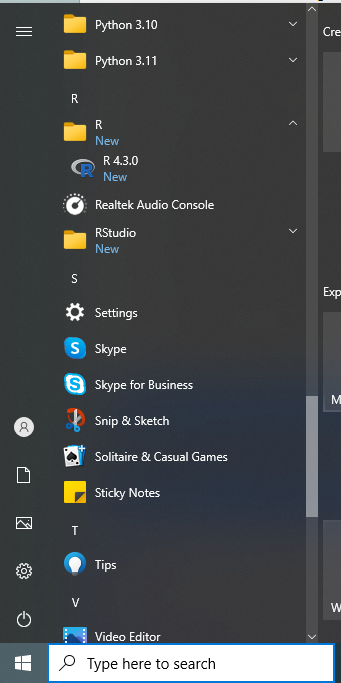 Python 3.10
Cre
Python 3.11
R
R
New
R 4.3.0
New
Realtek Audio Console
RStudio
New
S
Expl
Settings
Skype
Skype for Business
M
Snip & Sketch
Solitaire & Casual Games
Sticky Notes
T
Tips
V
W
Video Editor
Type here to search